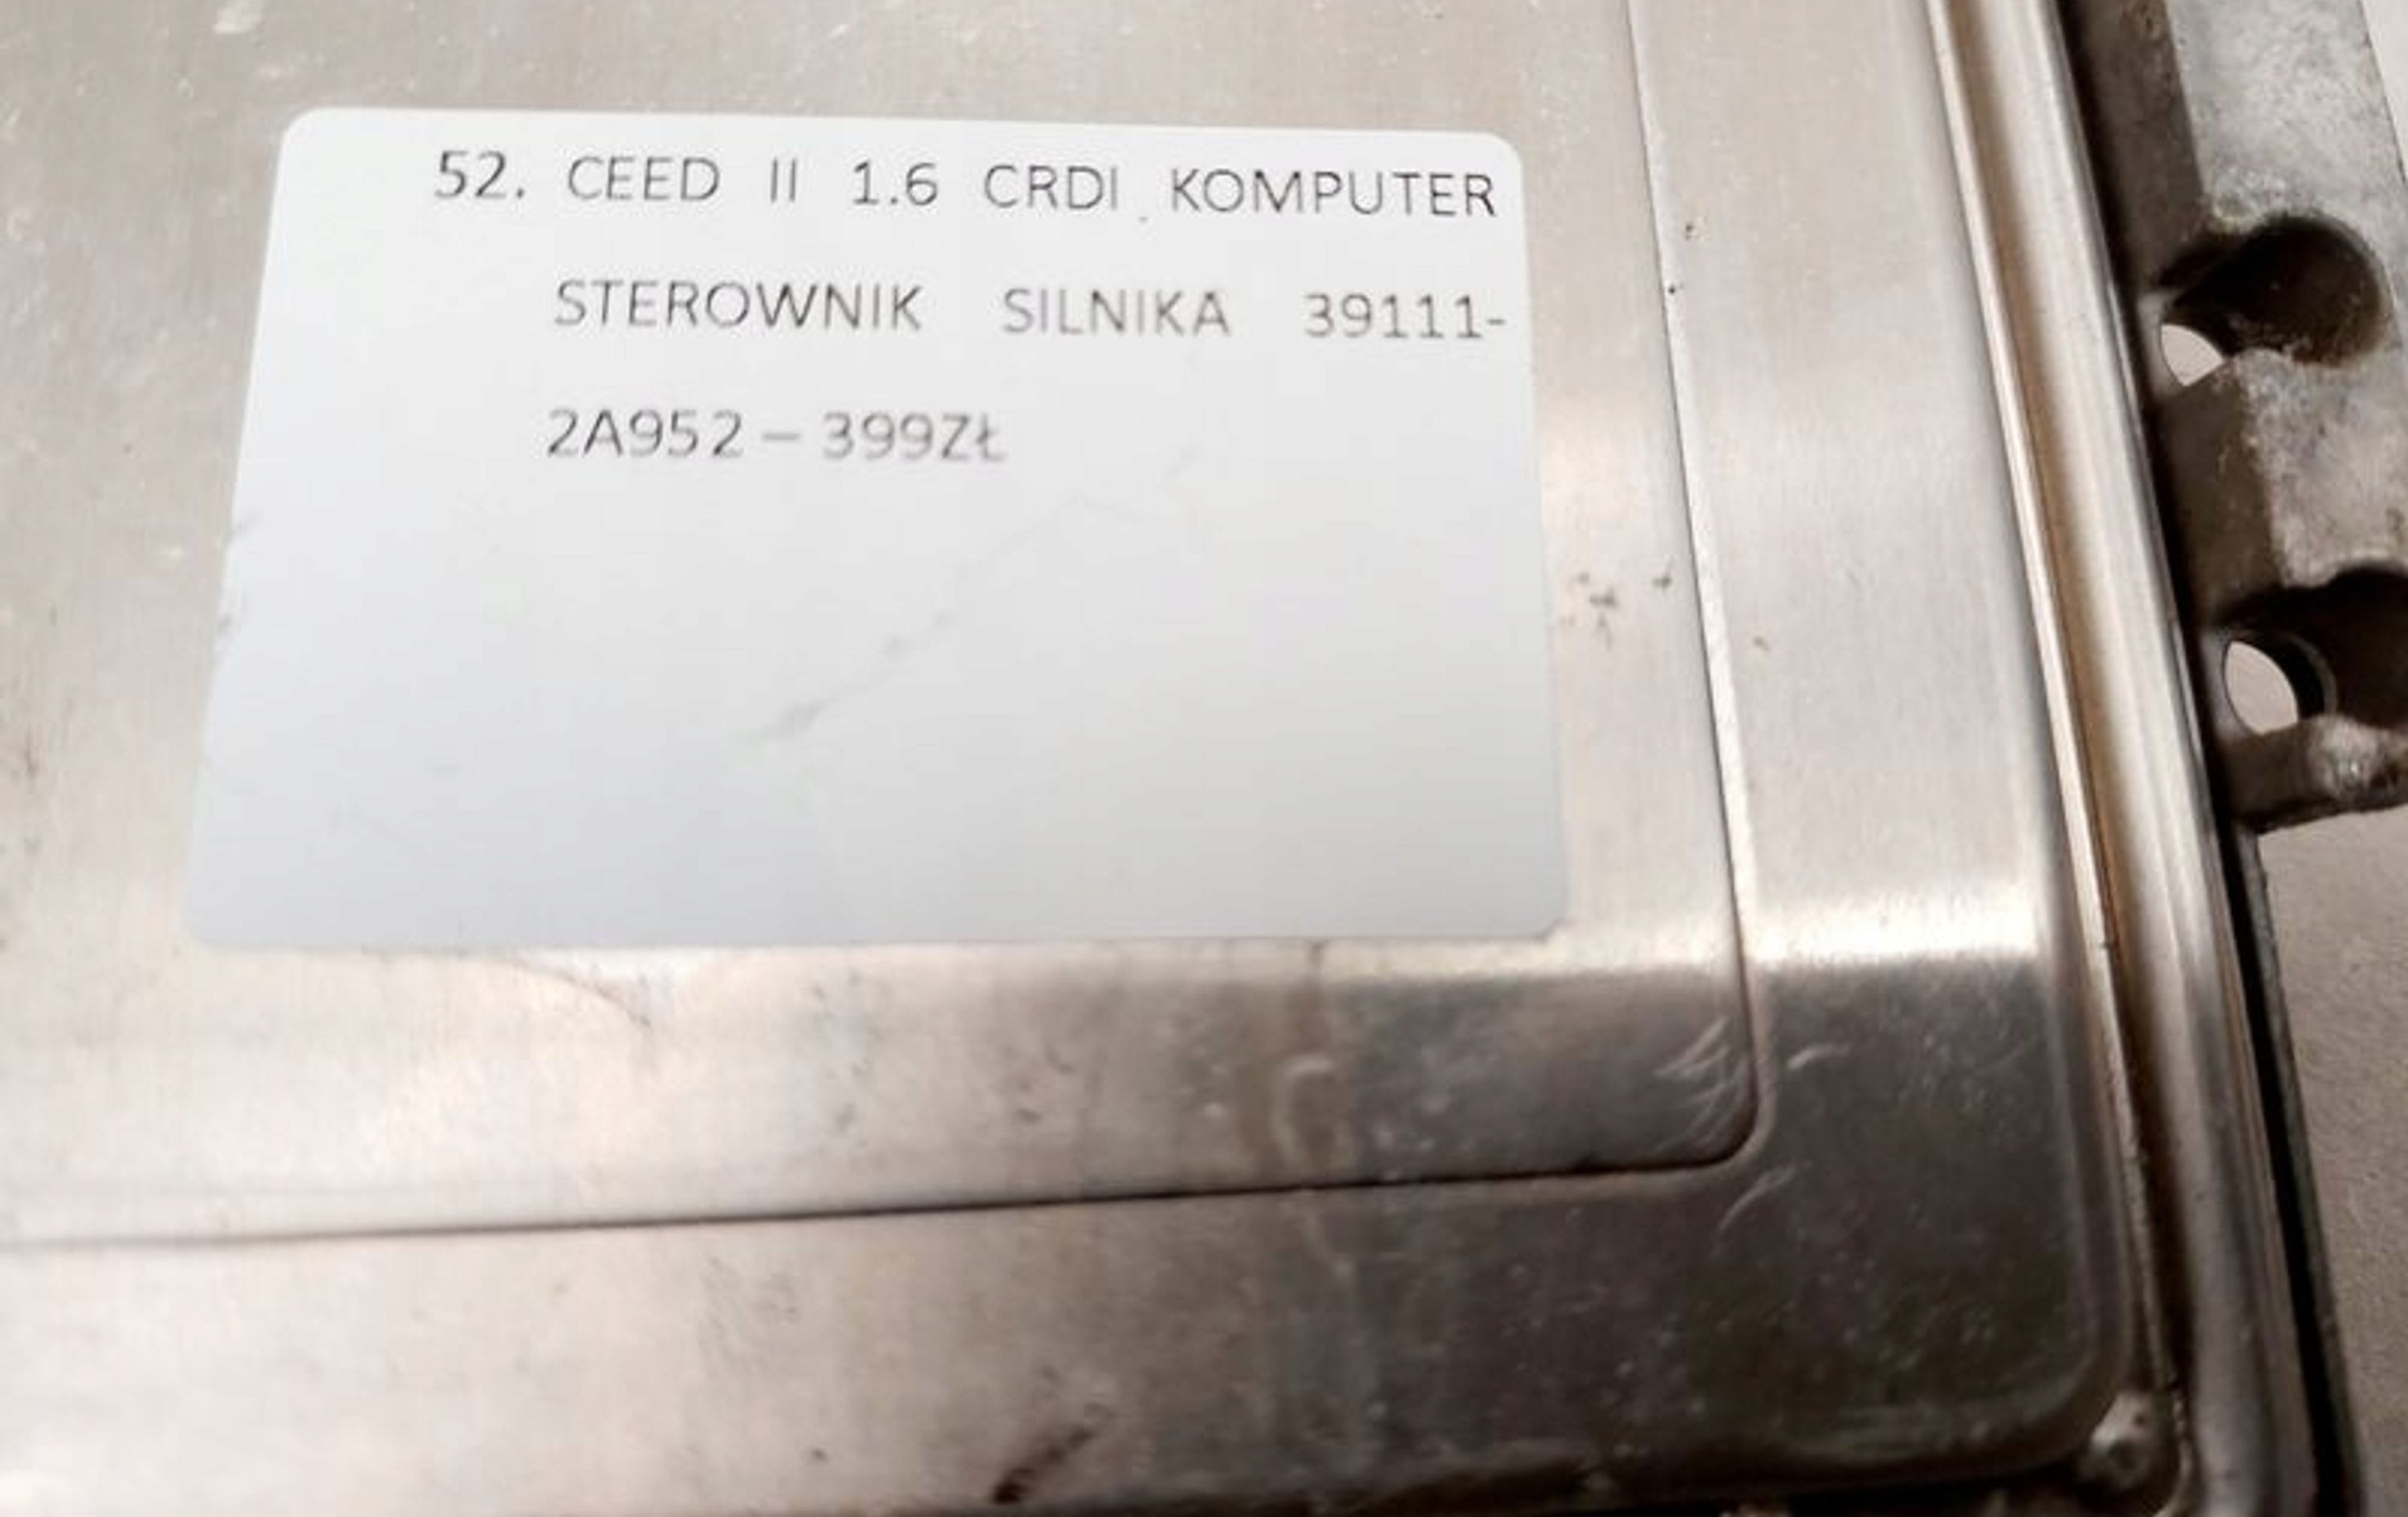 52. CEED II 1.6 CRDI KOMPUTER
STEROWNIK SILNIKA 39111-
2A952 – 399ZŁ